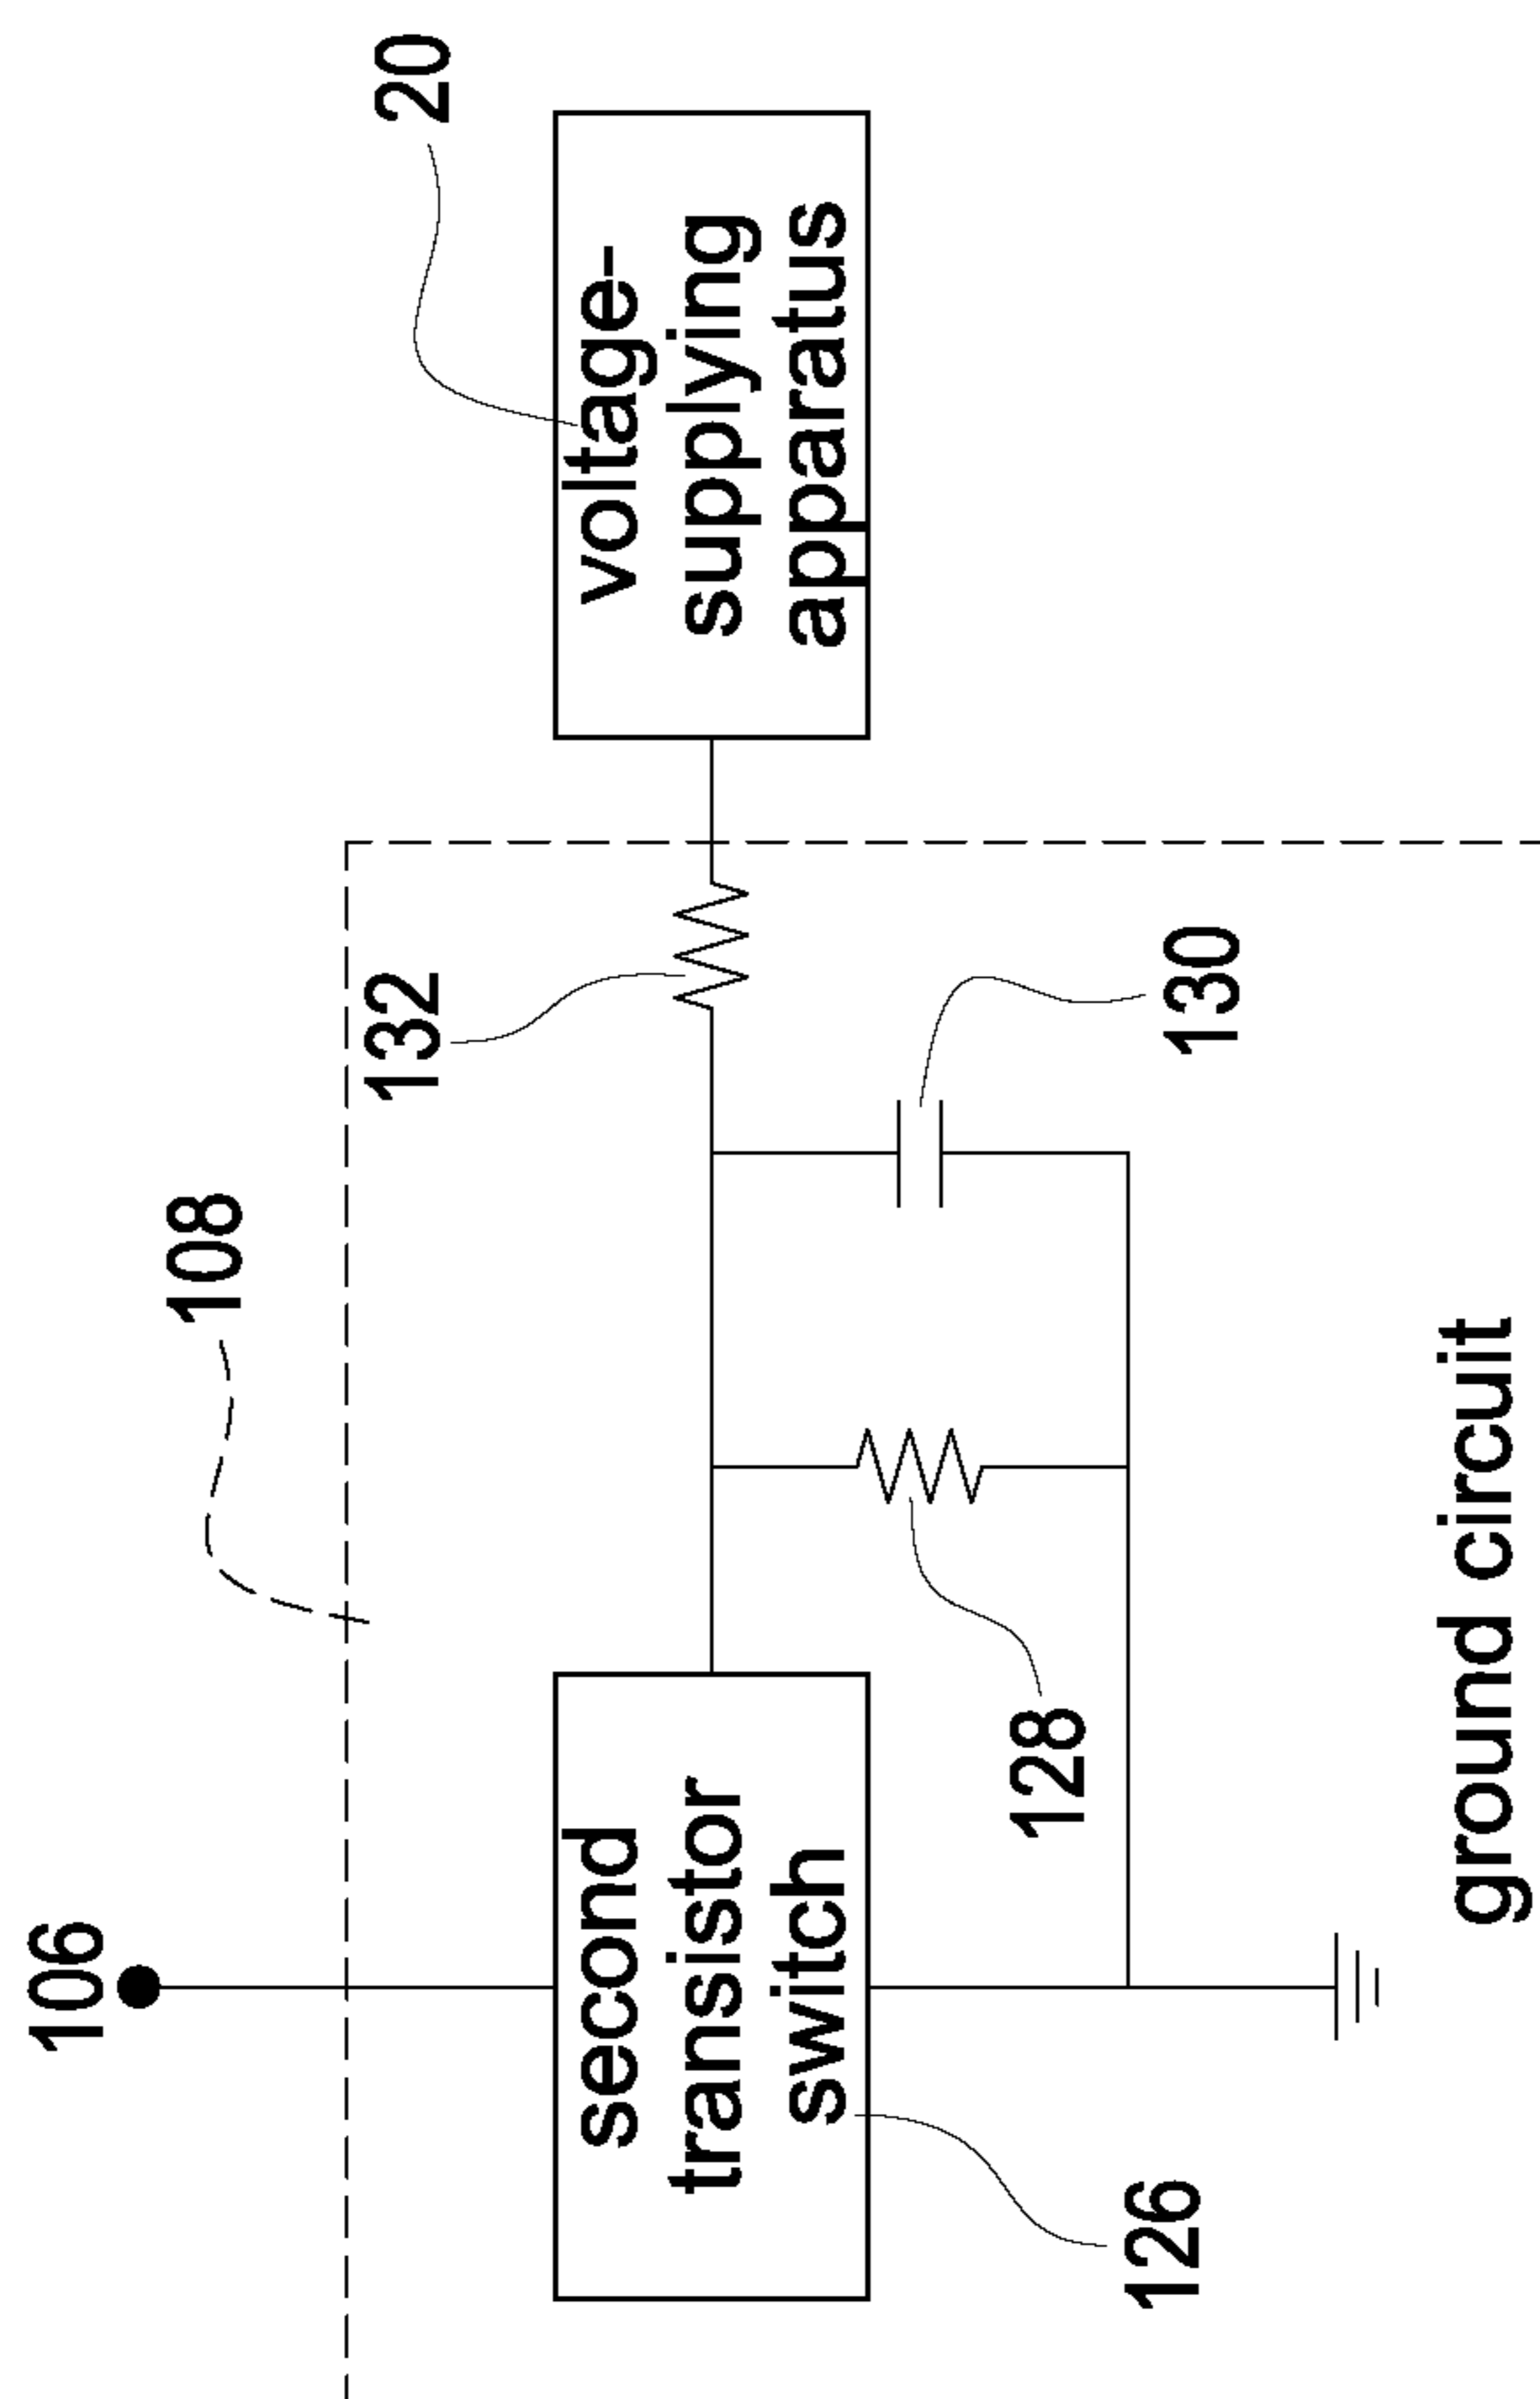 106
108
20
132
second
transistor
switch
voltage-
supplying
apparatus
126
128
130
ground circuit